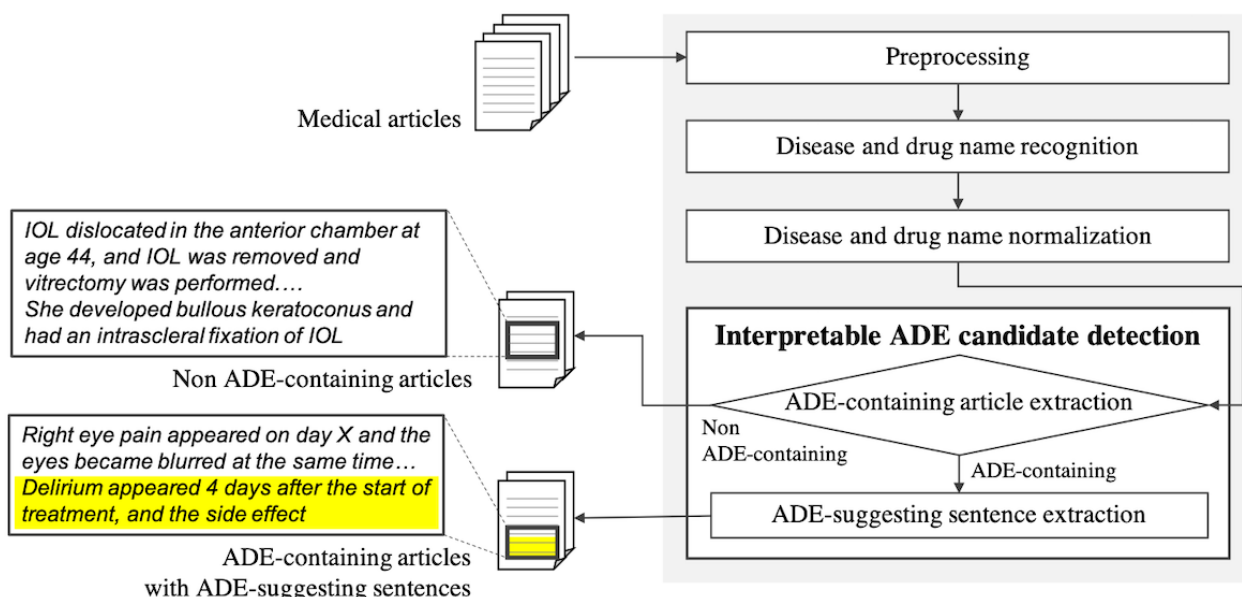 Medical articles
Preprocessing
Disease and drug name recognition
Disease and drug name normalization
Interpretable ADE candidate detection
ADE-containing article extraction
Non
ADE-containing
ADE-containing
ADE-suggesting sentence extraction
IOL dislocated in the anterior chamber at
age 44, and IOL was removed and
vitrectomy was performed.…
She developed bullous keratoconus and
had an intrascleral fixation of IOL
Non ADE-containing articles
Right eye pain appeared on day X and the
eyes became blurred at the same time…
Delirium appeared 4 days after the start of
treatment, and the side effect
ADE-containing articles
with ADE-suggesting sentences